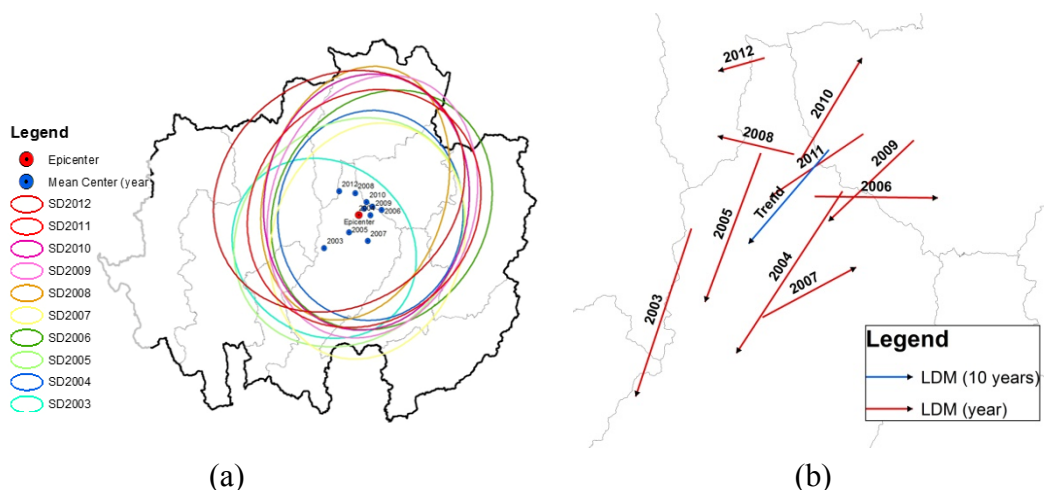 Legend
Epicenter
Mean Center (year
SD2012
SD2011
SD2010
SD2009
SD2008
SD2007
SD2006
SD2005
SD2004
SD2003
2012
2008
2010
2009
2006
Epicenter
2005
2007
2003
(a)
2012
2010
2008
2011
2009
Trend
2006
2005
2004
2007
2003
Legend
LDM (10 years)
LDM (year)
(b)